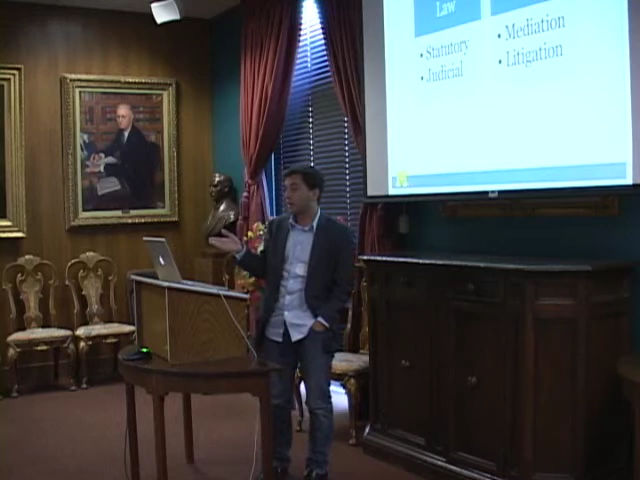 Law
• Statutory
• Judicial
• Mediation
• Litigation